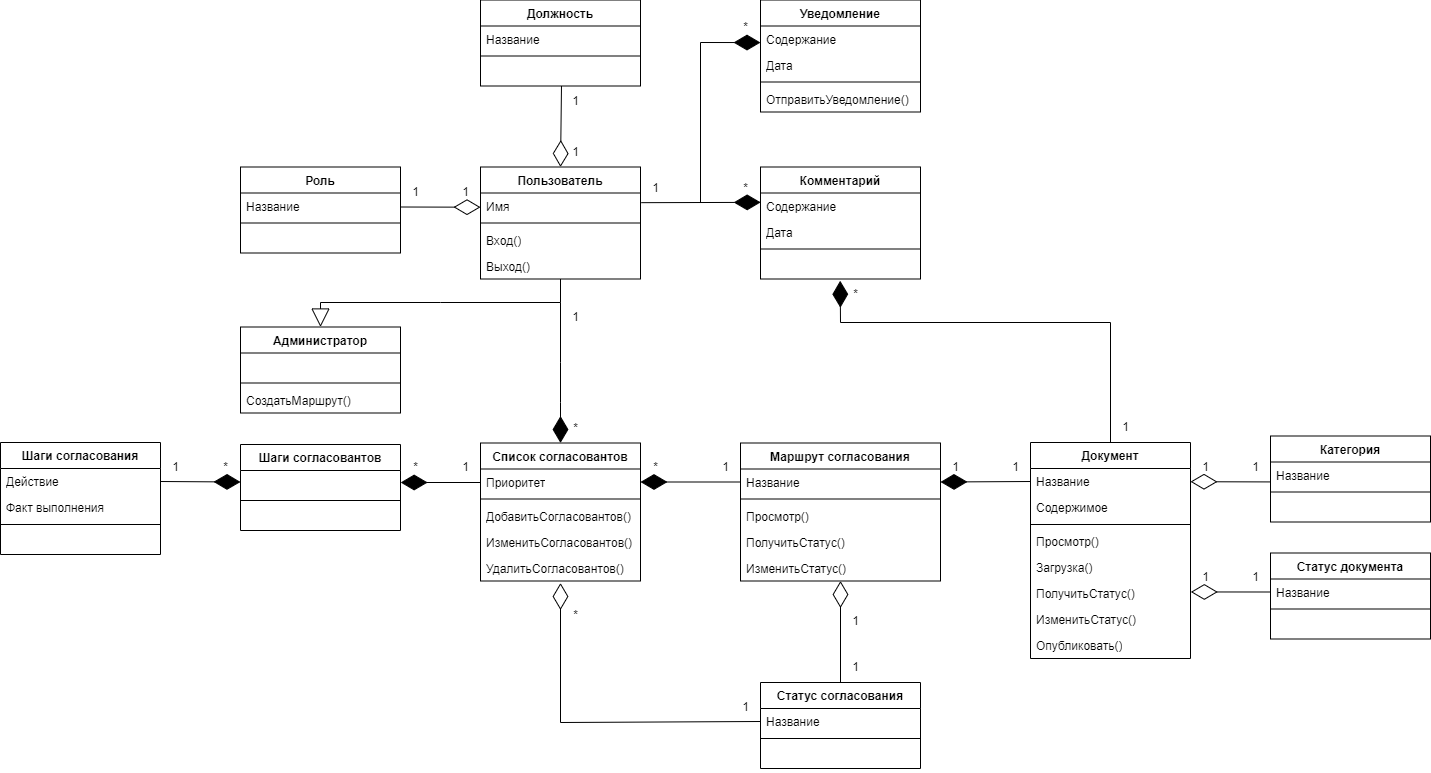 Должность
Название
1
1
Уведомление
Содержание
Дата
ОтправитьУведомление()
*
Роль
Название
1
1
Пользователь
Имя
Вход()
Выход()
1
*
Комментарий
Содержание
Дата
*
1
Администратор
СоздатьМаршрут()
*
1
Шаги согласования
Действие
Факт выполнения
1
*
Шаги согласовантов
*
1
Список согласовантов
Приоритет
ДобавитьСогласовантов()
ИзменитьСогласовантов()
УдалитьСогласовантов()
*
1
Маршрут согласования
Название
Просмотр()
ПолучитьСтатус()
ИзменитьСтатус()
1
1
Документ
Название
Содержимое
Просмотр()
Загрузка()
ПолучитьСтатус()
ИзменитьСтатус()
Опубликовать()
1
1
Категория
Название
1
1
Статус документа
Название
*
1
1
1
Статус согласования
Название